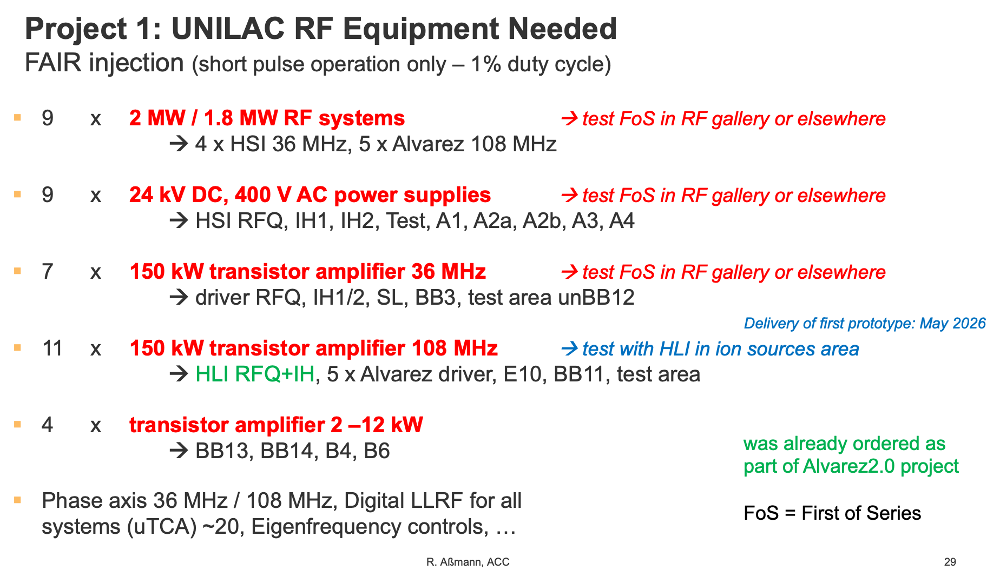 Project 1: UNILAC RF Equipment Needed
FAIR injection (short pulse operation only – 1% duty cycle)
▪ 9 x 2 MW / 1.8 MW RF systems → test FoS in RF gallery or elsewhere
→ 4 x HSI 36 MHz, 5 x Alvarez 108 MHz
▪ 9 x 24 kV DC, 400 V AC power supplies → test FoS in RF gallery or elsewhere
→ HSI RFQ, IH1, IH2, Test, A1, A2a, A2b, A3, A4
▪ 7 x 150 kW transistor amplifier 36 MHz → test FoS in RF gallery or elsewhere
→ driver RFQ, IH1/2, SL, BB3, test area unBB12
Delivery of first prototype: May 2026
▪ 11 x 150 kW transistor amplifier 108 MHz → test with HLI in ion sources area
→ HLI RFQ+IH, 5 x Alvarez driver, E10, BB11, test area
▪ 4 x transistor amplifier 2 –12 kW
→ BB13, BB14, B4, B6
was already ordered as
part of Alvarez2.0 project
▪ Phase axis 36 MHz / 108 MHz, Digital LLRF for all
systems (uTCA) ~20, Eigenfrequency controls, …
FoS = First of Series
R. Aßmann, ACC
29